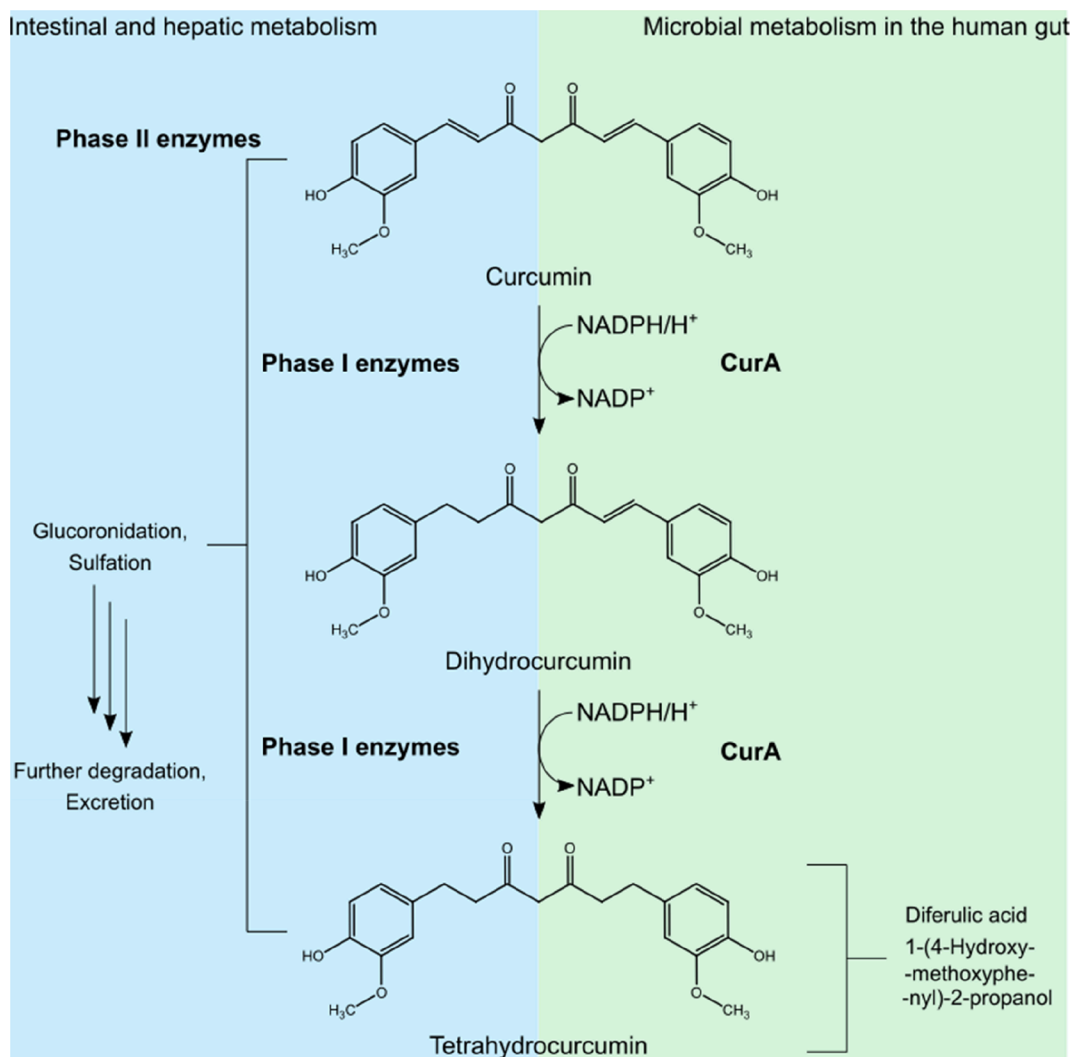 Intestinal and hepatic metabolism
Microbial metabolism in the human gut
Phase II enzymes
O
O
HO
O
H₃C
OH
O
CH₃
Curcumin
NADPH/H⁺
Phase I enzymes
CurA
NADP⁺
O
O
HO
O
H₃C
OH
O
CH₃
Dihydrocurcumin
Glucoronidation,
Sulfation
NADPH/H⁺
Phase I enzymes
CurA
NADP⁺
Further degradation,
Excretion
O
O
HO
O
H₃C
OH
O
CH₃
Tetrahydrocurcumin
Diferulic acid
1-(4-Hydroxy-
-methoxyphe-
-nyl)-2-propanol